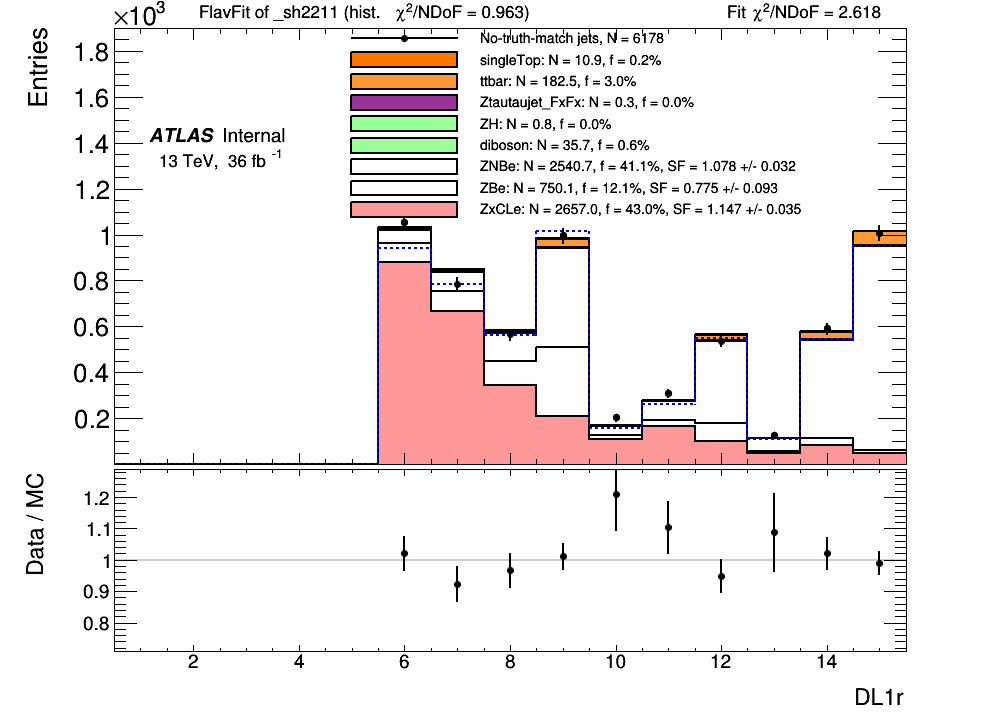 FlavFit of _sh2211 (hist. χ²/NDoF = 0.963) Fit χ²/NDoF = 2.618
×10³
Entries
1.8
1.6
1.4
1.2
1
0.8
0.6
0.4
0.2
ATLAS Internal
13 TeV, 36 fb⁻¹
No-truth-match jets, N = 6178
singleTop: N = 10.9, f = 0.2%
ttbar: N = 182.5, f = 3.0%
Ztautaujet_FxFx: N = 0.3, f = 0.0%
ZH: N = 0.8, f = 0.0%
diboson: N = 35.7, f = 0.6%
ZNBe: N = 2540.7, f = 41.1%, SF = 1.078 +/- 0.032
ZBe: N = 750.1, f = 12.1%, SF = 0.775 +/- 0.093
ZxCLe: N = 2657.0, f = 43.0%, SF = 1.147 +/- 0.035
Data / MC
1.2
1.1
1
0.9
0.8
2 4 6 8 10 12 14
DL1r